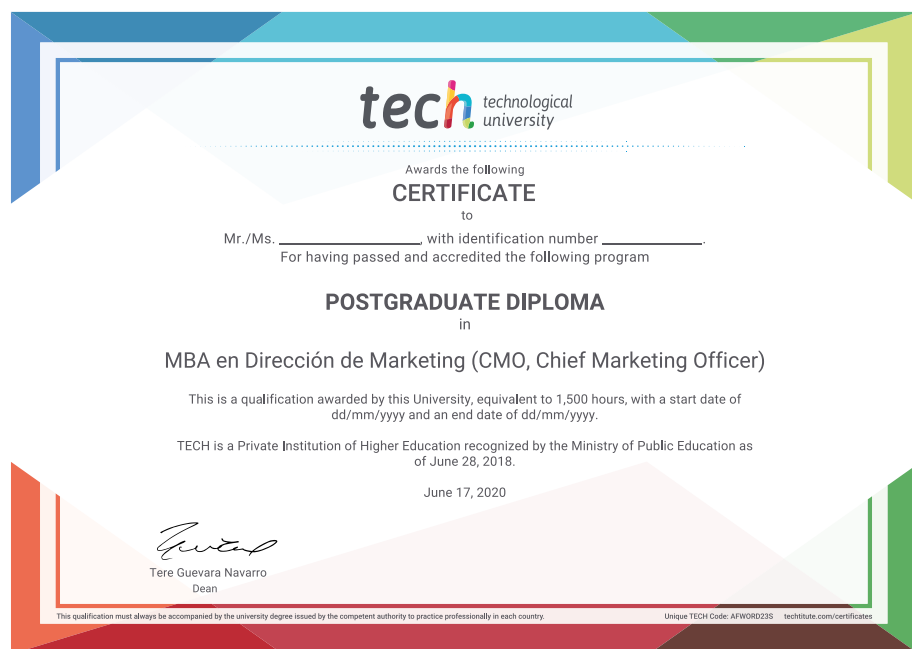 tech technological
university
Awards the following
CERTIFICATE
to
Mr./Ms. ____________________, with identification number ______________.
For having passed and accredited the following program
POSTGRADUATE DIPLOMA
in
MBA en Dirección de Marketing (CMO, Chief Marketing Officer)
This is a qualification awarded by this University, equivalent to 1,500 hours, with a start date of
dd/mm/yyyy and an end date of dd/mm/yyyy.
TECH is a Private Institution of Higher Education recognized by the Ministry of Public Education as
of June 28, 2018.
June 17, 2020
Tere Guevara Navarro
Dean
This qualification must always be accompanied by the university degree issued by the competent authority to practice professionally in each country.
Unique TECH Code: AFWORD23S techtitute.com/certificates